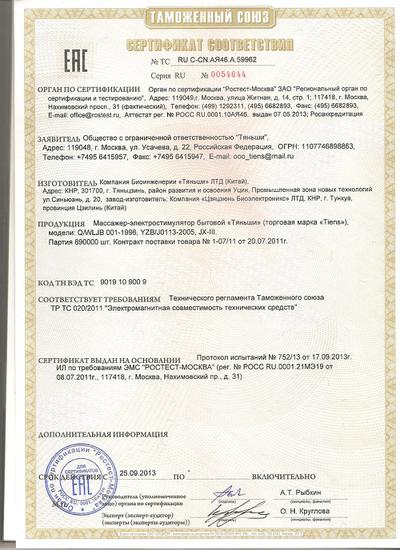 ТАМОЖЕННЫЙ СОЮЗ
СЕРТИФИКАТ СООТВЕТСТВИЯ
ЕАС
№ ТС RU C-CN.АЯ46.А.59962
Серия RU № 0054644
ОРГАН ПО СЕРТИФИКАЦИИ Орган по сертификации "Ростест-Москва" ЗАО "Региональный орган по
сертификации и тестированию", Адрес: 119049,г. Москва, улица Житная, д. 14, стр. 1; 117418, г. Москва,
Нахимовский пр., 31 (фактический), Телефон: (499) 1292311, (495) 6682893, Факс: (495) 6682893,
E-mail: office@rostest.ru, Аттестат рег. № РОСС RU.0001.10АЯ46, выдан 07.05.2013; Росаккредитация
ЗАЯВИТЕЛЬ Общество с ограниченной ответственностью "Тяньши",
Адрес: 119048, г. Москва, ул. Усачева, д. 22, Российская Федерация, ОГРН: 1107746898863,
Телефон: +7495 6415957, Факс: +7495 6415947, E-mail: ooo_tiens@mail.ru
ИЗГОТОВИТЕЛЬ Компания Биоинженерии «Тяньши» ЛТД (Китай),
Адрес: КНР, 301700, г. Тяньцзинь, район развития и освоения Уцин, Промышленная зона новых технологий
ул.Синьюань, 20, завод-изготовитель: Компания «Цзяцзюнь Биоэлектроникс» ЛТД, КНР, г. Тунхуа,
провинция Цзилинь (Китай)
ПРОДУКЦИЯ Массажер-электростимулятор бытовой «Тяньши» (торговая марка «Tiens»),
модели: Q/WLJB 001-1998, YZB/J0113-2005, JX-III.
Партия 890000 шт. Контракт поставки товара № 1-07/11 от 20.07.2011г.
КОД ТН ВЭД ТС 9019 10 900 9
СООТВЕТСТВУЕТ ТРЕБОВАНИЯМ Технического регламента Таможенного союза
ТР ТС 020/2011 "Электромагнитная совместимость технических средств"
СЕРТИФИКАТ ВЫДАН НА ОСНОВАНИИ Протокол испытаний № 752/13 от 17.09.2013г.
ИЛ по требованиям ЭМС "РОСТЕСТ-МОСКВА" (рег. № РОСС RU.0001.21МЭ19 от
08.07.2011г., 117418, г. Москва, Нахимовский пр., д. 31)
ДОПОЛНИТЕЛЬНАЯ ИНФОРМАЦИЯ
СРОК ДЕЙСТВИЯ С 25.09.2013 ПО ВКЛЮЧИТЕЛЬНО
ДЛЯ СЕРТИФИКАТОВ
ЕАС
Руководитель (уполномоченное
лицо) органа по сертификации
А.Т. Рыбкин
Эксперт (эксперт-аудитор)
(эксперты (эксперты-аудиторы))
О. Н. Круглова